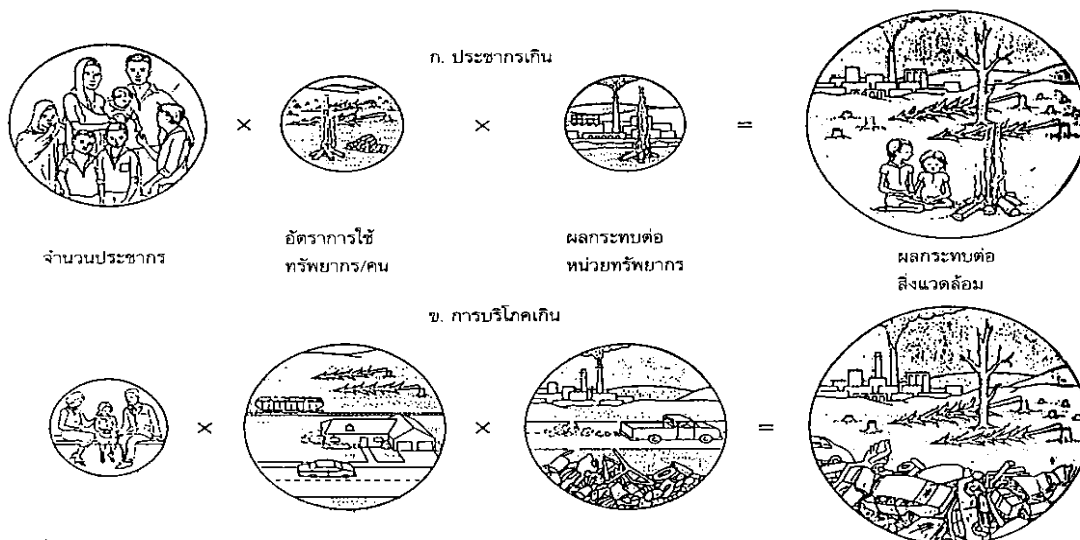 ก. ประชากรเกิน
×
×
=
จำนวนประชากร
อัตราการใช้
ทรัพยากร/คน
ผลกระทบต่อ
หน่วยทรัพยากร
ผลกระทบต่อ
สิ่งแวดล้อม
ข. การบริโภคเกิน
×
×
=